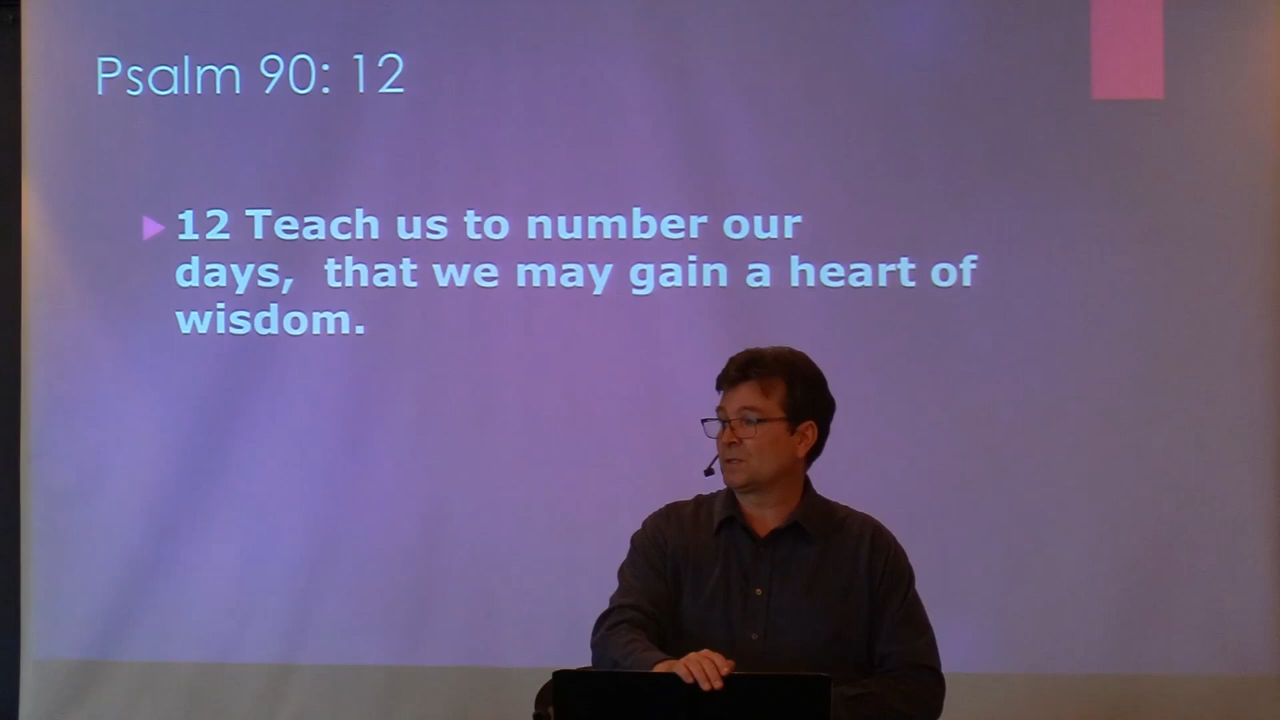 Psalm 90: 12
12 Teach us to number our
days,  that we may gain a heart of
wisdom.